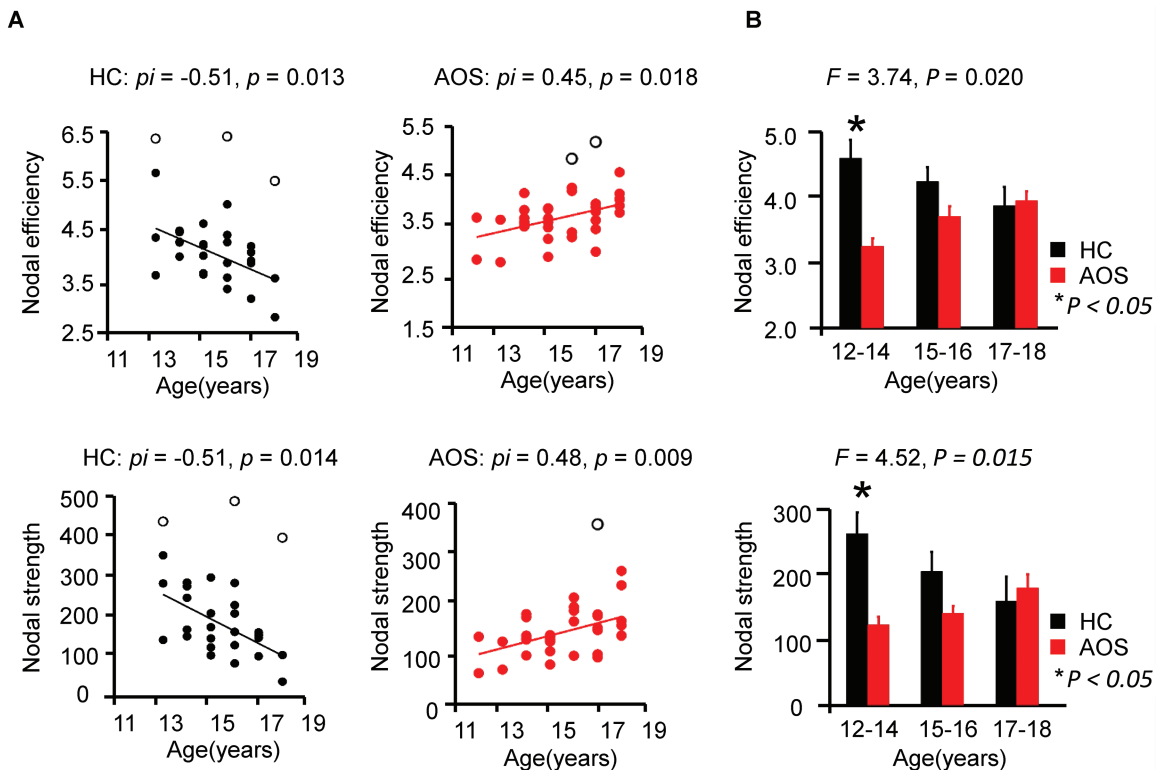 A
B
HC: pi = -0.51, p = 0.013
AOS: pi = 0.45, p = 0.018
F = 3.74, P = 0.020
Nodal efficiency
6.5
5.5
4.5
3.5
2.5
11 13 15 17 19
Age(years)
Nodal efficiency
5.5
4.5
3.5
2.5
1.5
11 13 15 17 19
Age(years)
Nodal efficiency
5.0
4.0
3.0
2.0
*
12-14 15-16 17-18
Age(years)
HC
AOS
*P < 0.05
HC: pi = -0.51, p = 0.014
AOS: pi = 0.48, p = 0.009
F = 4.52, P = 0.015
Nodal strength
500
400
300
200
100
0
11 13 15 17 19
Age(years)
Nodal strength
400
300
200
100
0
11 13 15 17 19
Age(years)
Nodal strength
300
200
100
0
*
12-14 15-16 17-18
Age(years)
HC
AOS
*P < 0.05